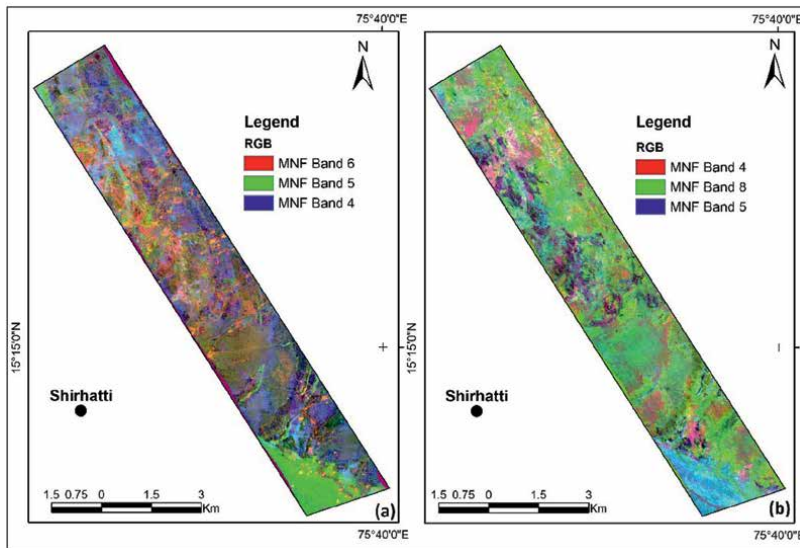 75°40'0"E
75°40'0"E
N
N
Legend
RGB
MNF Band 6
MNF Band 5
MNF Band 4
Legend
RGB
MNF Band 4
MNF Band 8
MNF Band 5
15°15'0"N
15°15'0"N
Shirhatti
Shirhatti
1.5 0.75 0 1.5 3
Km
(a)
1.5 0.75 0 1.5 3
Km
(b)
75°40'0"E
75°40'0"E